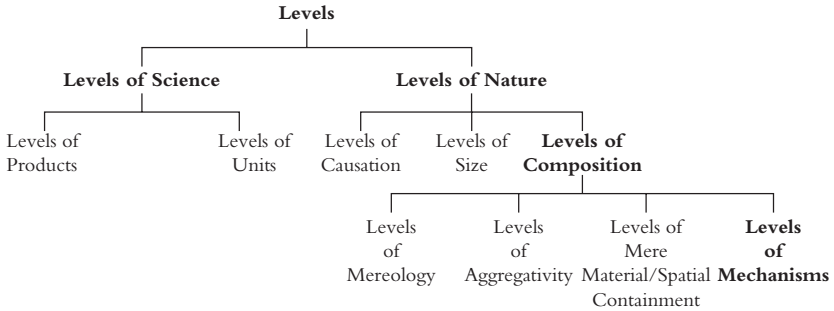 Levels
Levels of Science
Levels of Nature
Levels of
Products
Levels of
Units
Levels of
Causation
Levels of
Size
Levels of
Composition
Levels
of
Mereology
Levels
of
Aggregativity
Levels of
Mere
Material/Spatial
Containment
Levels
of
Mechanisms